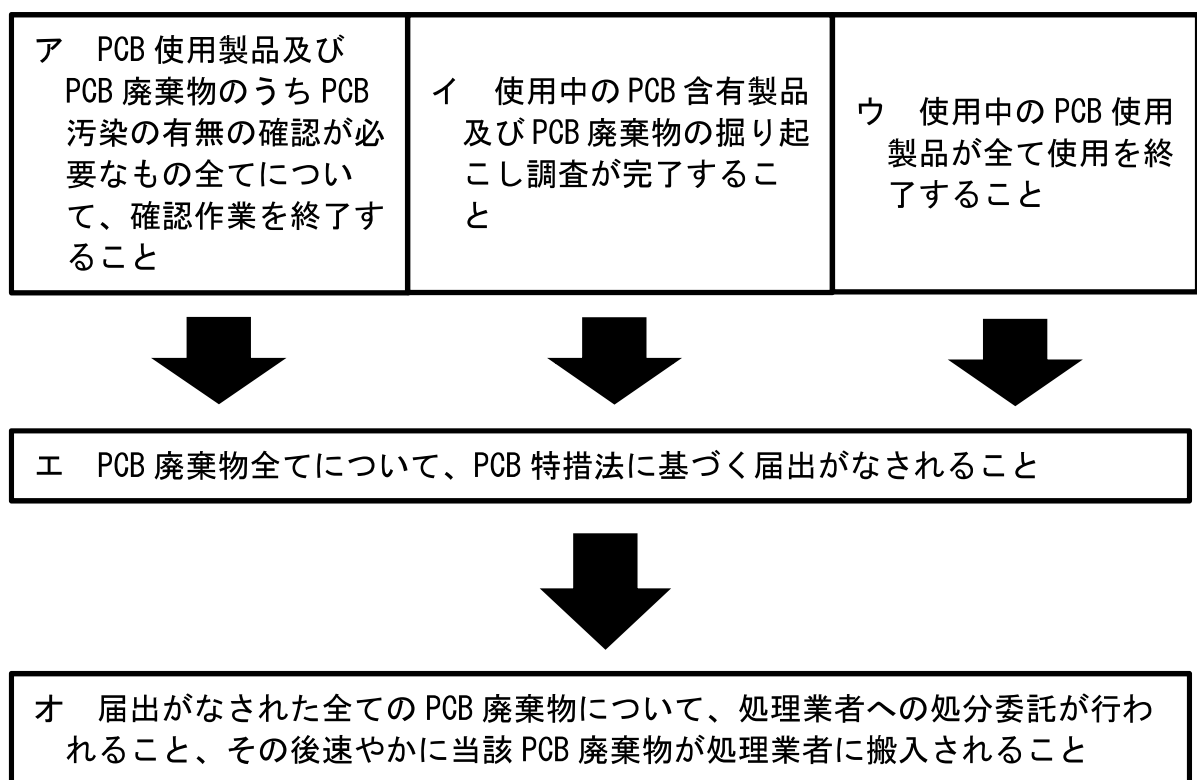 ア　PCB 使用製品及び
PCB 廃棄物のうち PCB
汚染の有無の確認が必
要なもの全てについ
て、確認作業を終了す
ること
イ　使用中の PCB 含有製品
及び PCB 廃棄物の掘り起
こし調査が完了するこ
と
ウ　使用中の PCB 使用
製品が全て使用を終
了すること
エ　PCB 廃棄物全てについて、PCB 特措法に基づく届出がなされること
オ　届出がなされた全ての PCB 廃棄物について、処理業者への処分委託が行わ
れること、その後速やかに当該 PCB 廃棄物が処理業者に搬入されること